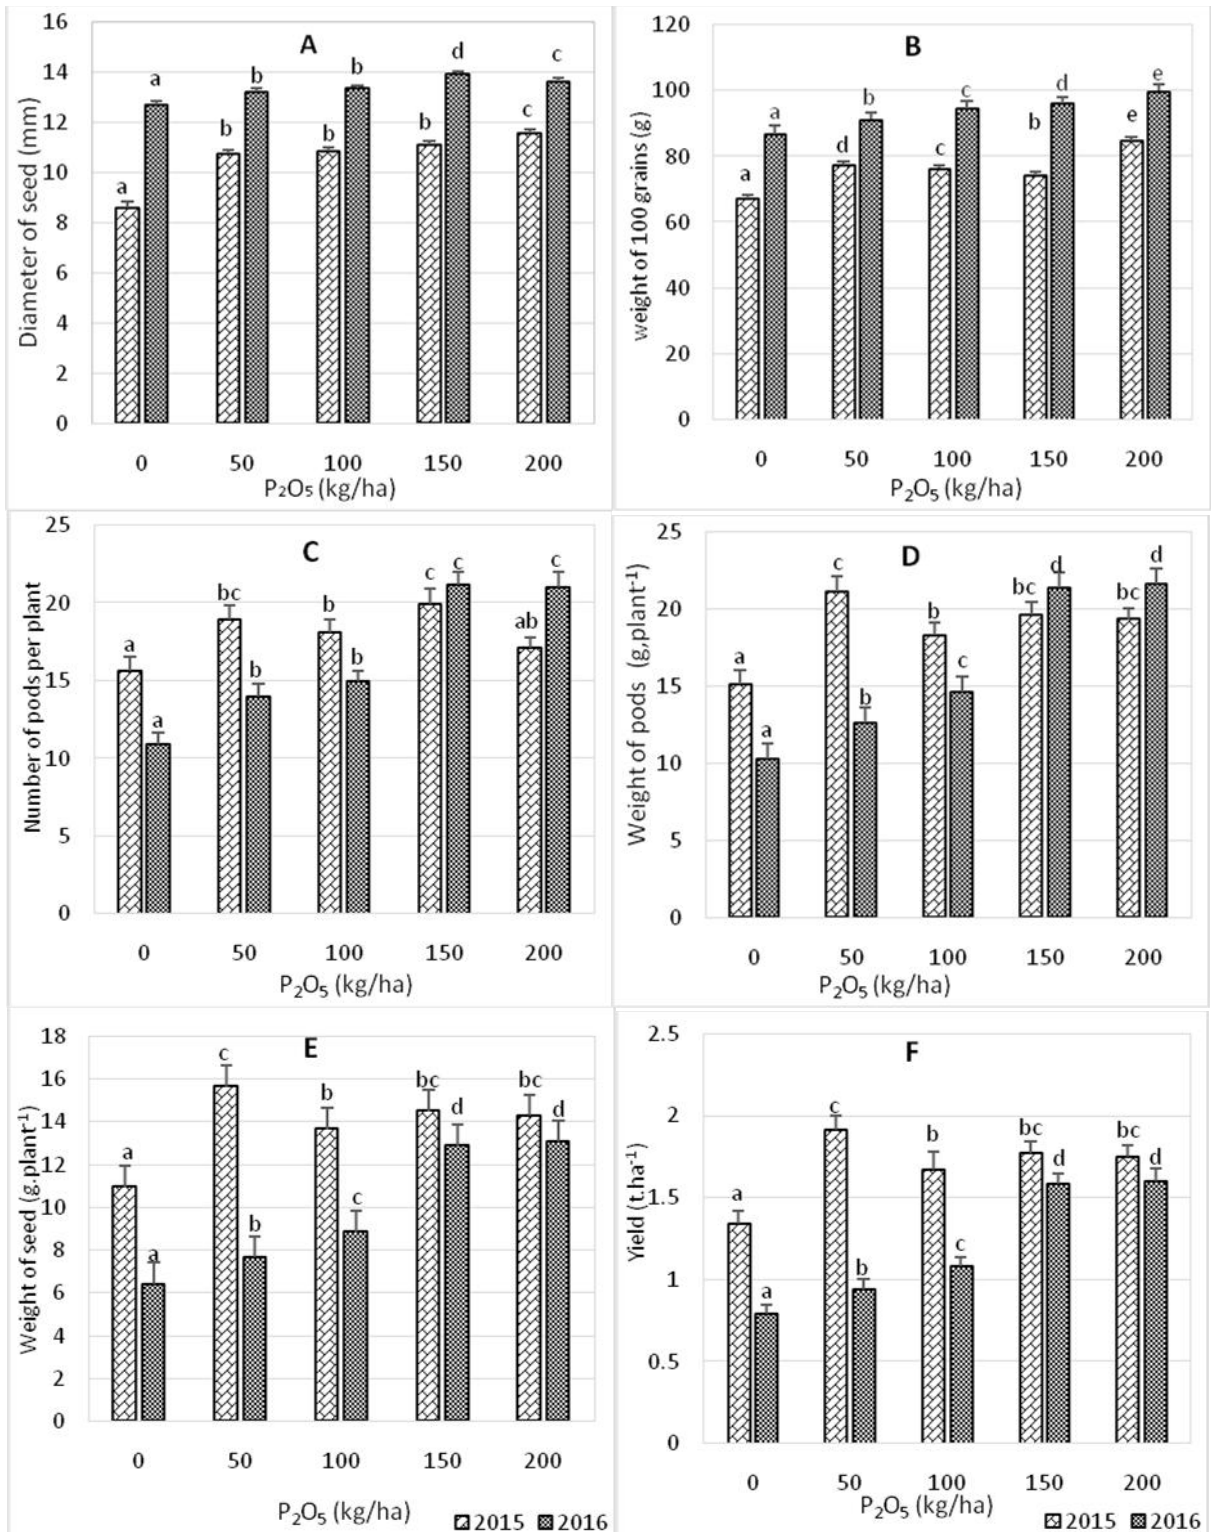 A
Diameter of seed (mm)
16
14
12
10
8
6
4
2
0
a a b b b b b d c c
0 50 100 150 200
P₂O₅ (kg/ha)
B
weight of 100 grains (g)
120
100
80
60
40
20
0
a a d b c c b d e e
0 50 100 150 200
P₂O₅ (kg/ha)
C
Number of pods per plant
25
20
15
10
5
0
a a bc b b b c c ab c
0 50 100 150 200
P₂O₅ (kg/ha)
D
Weight of pods (g,plant⁻¹)
25
20
15
10
5
0
a a c b b c bc d bc d
0 50 100 150 200
P₂O₅ (kg/ha)
E
Weight of seed (g.plant⁻¹)
18
16
14
12
10
8
6
4
2
0
a a c b b c bc d bc d
0 50 100 150 200
P₂O₅ (kg/ha)
2015 2016
F
Yield (t.ha⁻¹)
2.5
2
1.5
1
0.5
0
a a c b b c bc d bc d
0 50 100 150 200
P₂O₅ (kg/ha)
2015 2016